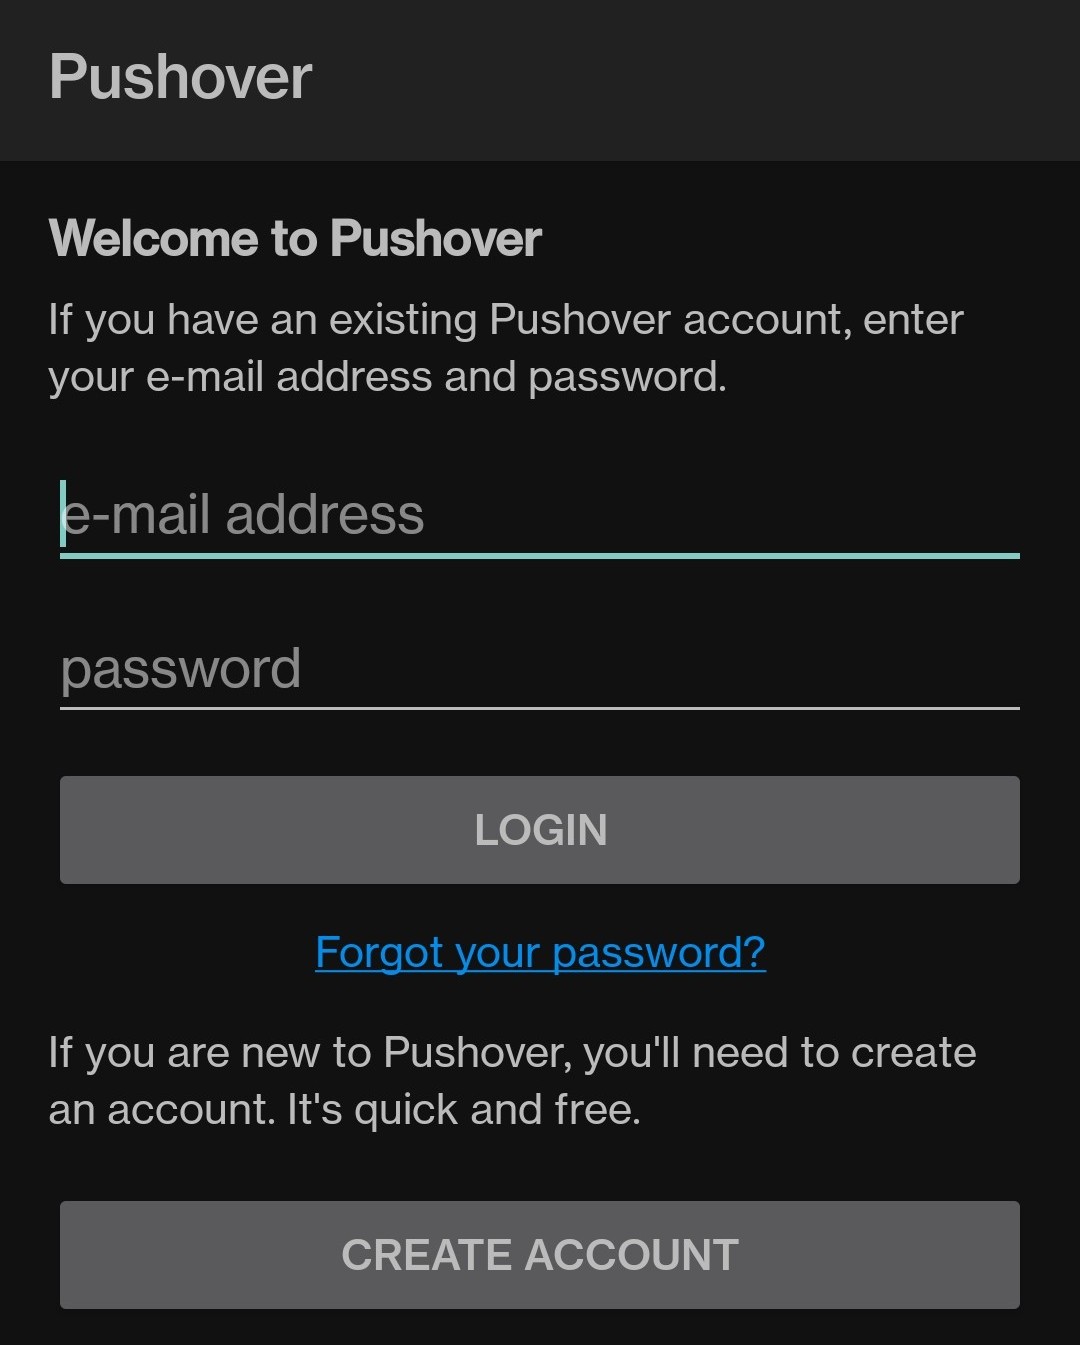 Pushover
Welcome to Pushover
If you have an existing Pushover account, enter
your e-mail address and password.
e-mail address
password
LOGIN
Forgot your password?
If you are new to Pushover, you'll need to create
an account. It's quick and free.
CREATE ACCOUNT